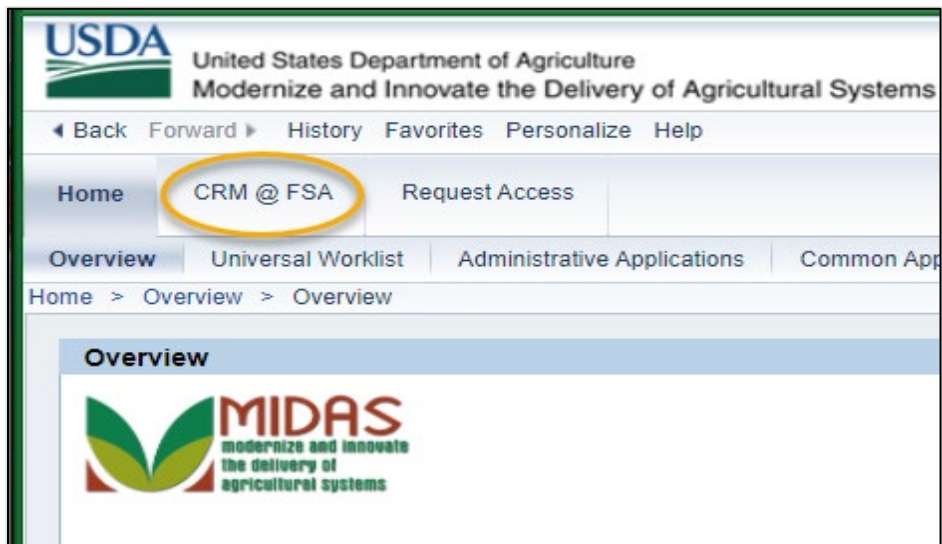 USDA
United States Department of Agriculture
Modernize and Innovate the Delivery of Agricultural Systems
Back Forward History Favorites Personalize Help
Home CRM @ FSA Request Access
Overview Universal Worklist Administrative Applications Common App
Home > Overview > Overview
Overview
MIDAS
modernize and innovate
the delivery of
agricultural systems